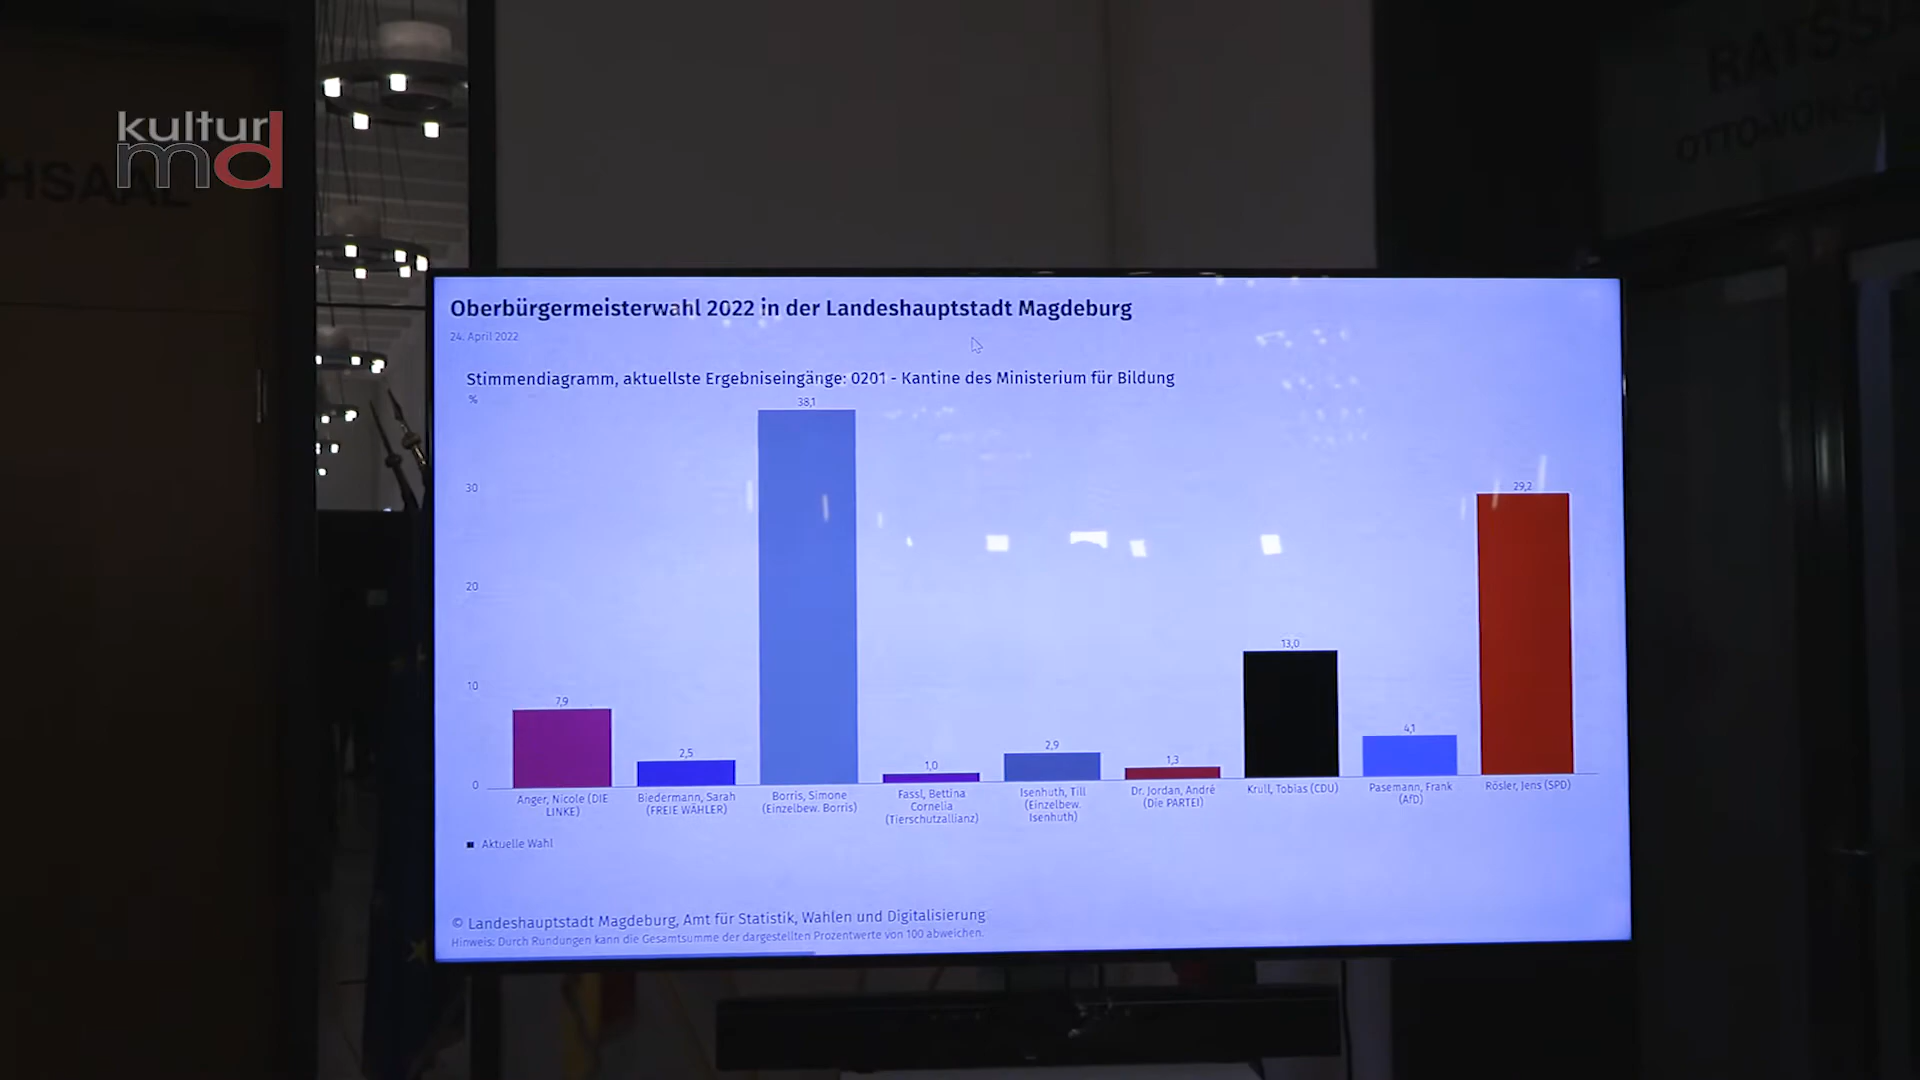 kultur
md
HSAAL
RATSSA
OTTO-VON-GU
Oberbürgermeisterwahl 2022 in der Landeshauptstadt Magdeburg
24. April 2022
Stimmendiagramm, aktuellste Ergebniseingänge: 0201 - Kantine des Ministerium für Bildung
%
38,1
30
29,2
20
13,0
10
7,9
4,1
2,5
2,9
1,0
1,3
0
Anger, Nicole (DIE
LINKE)
Biedermann, Sarah
(FREIE WÄHLER)
Borris, Simone
(Einzelbew. Borris)
Fassl, Bettina
Cornelia
(Tierschutzallianz)
Isenhuth, Till
(Einzelbew.
Isenhuth)
Dr. Jordan, André
(Die PARTEI)
Krull, Tobias (CDU)
Pasemann, Frank
(AfD)
Rösler, Jens (SPD)
Aktuelle Wahl
© Landeshauptstadt Magdeburg, Amt für Statistik, Wahlen und Digitalisierung
Hinweis: Durch Rundungen kann die Gesamtsumme der dargestellten Prozentwerte von 100 abweichen.